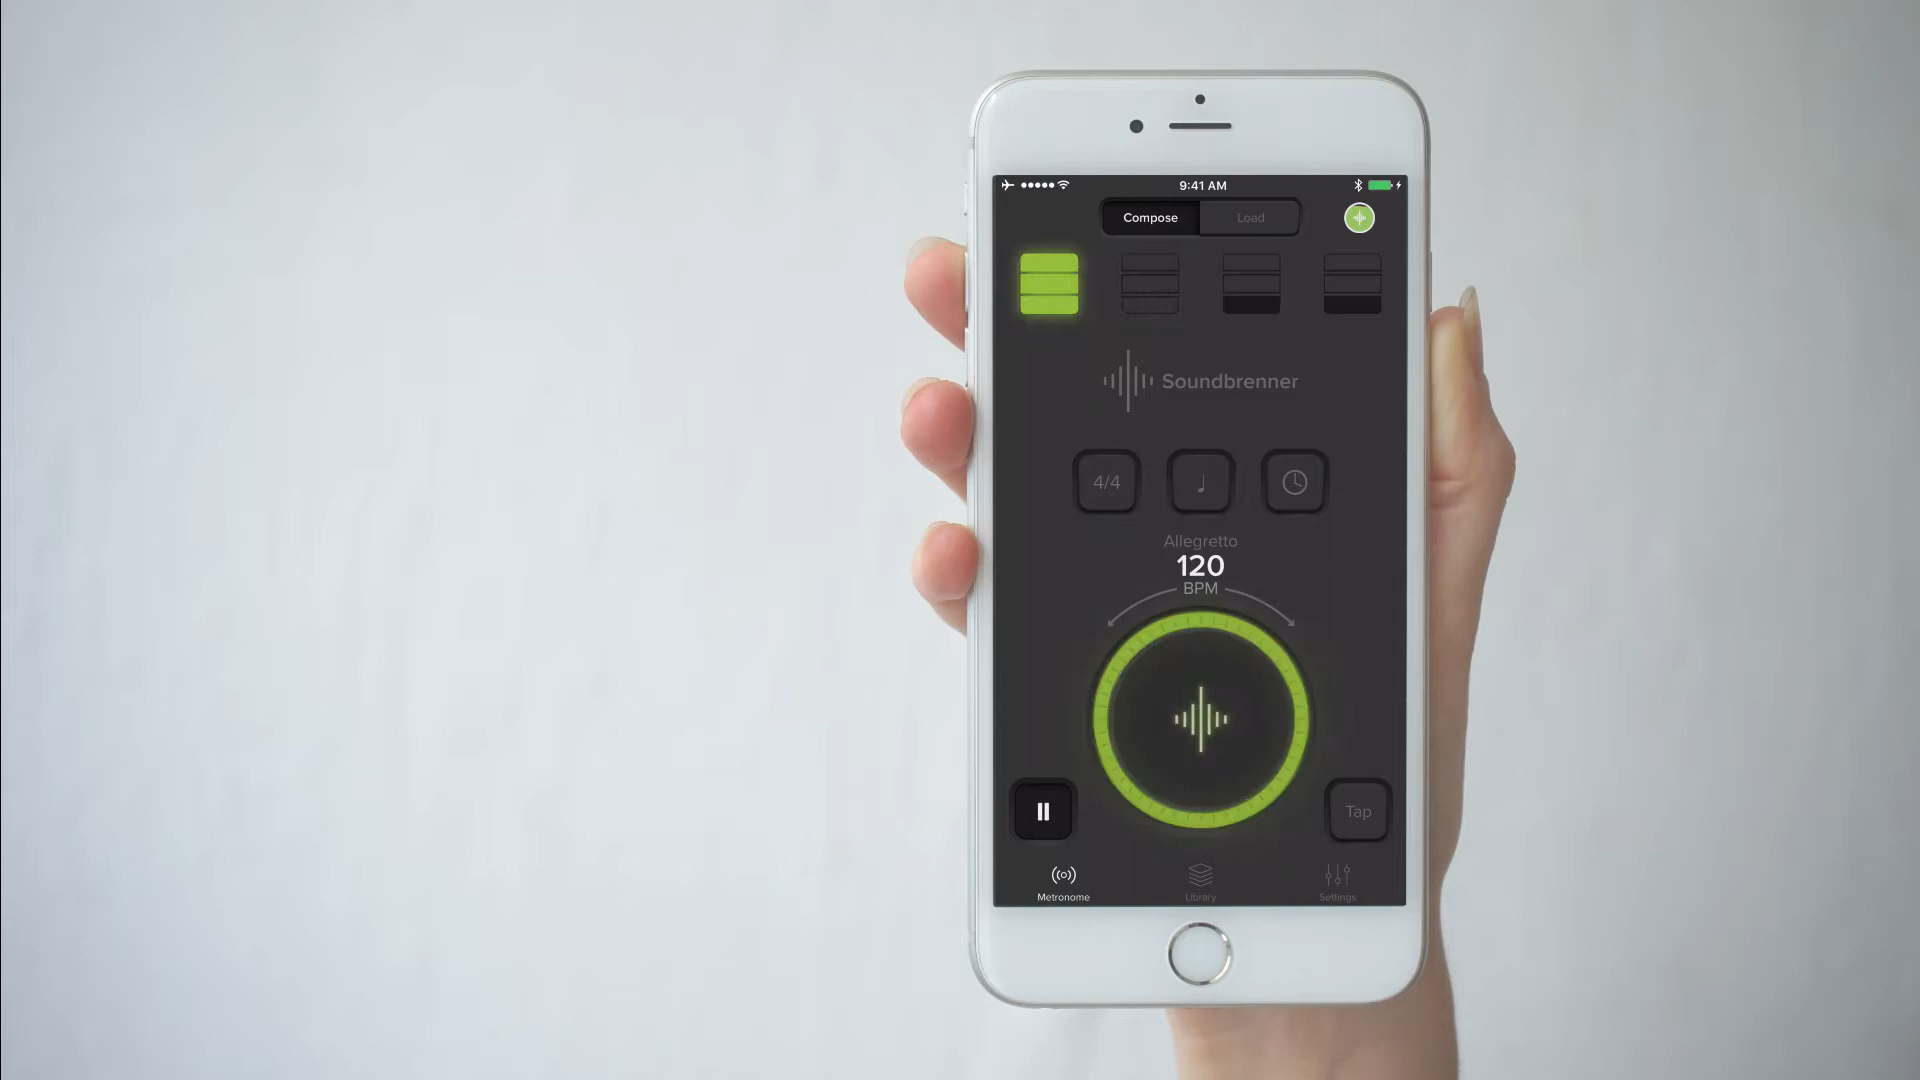 9:41 AM
Compose
Load
Soundbrenner
4/4
Allegretto
120
BPM
Tap
Metronome
Library
Settings